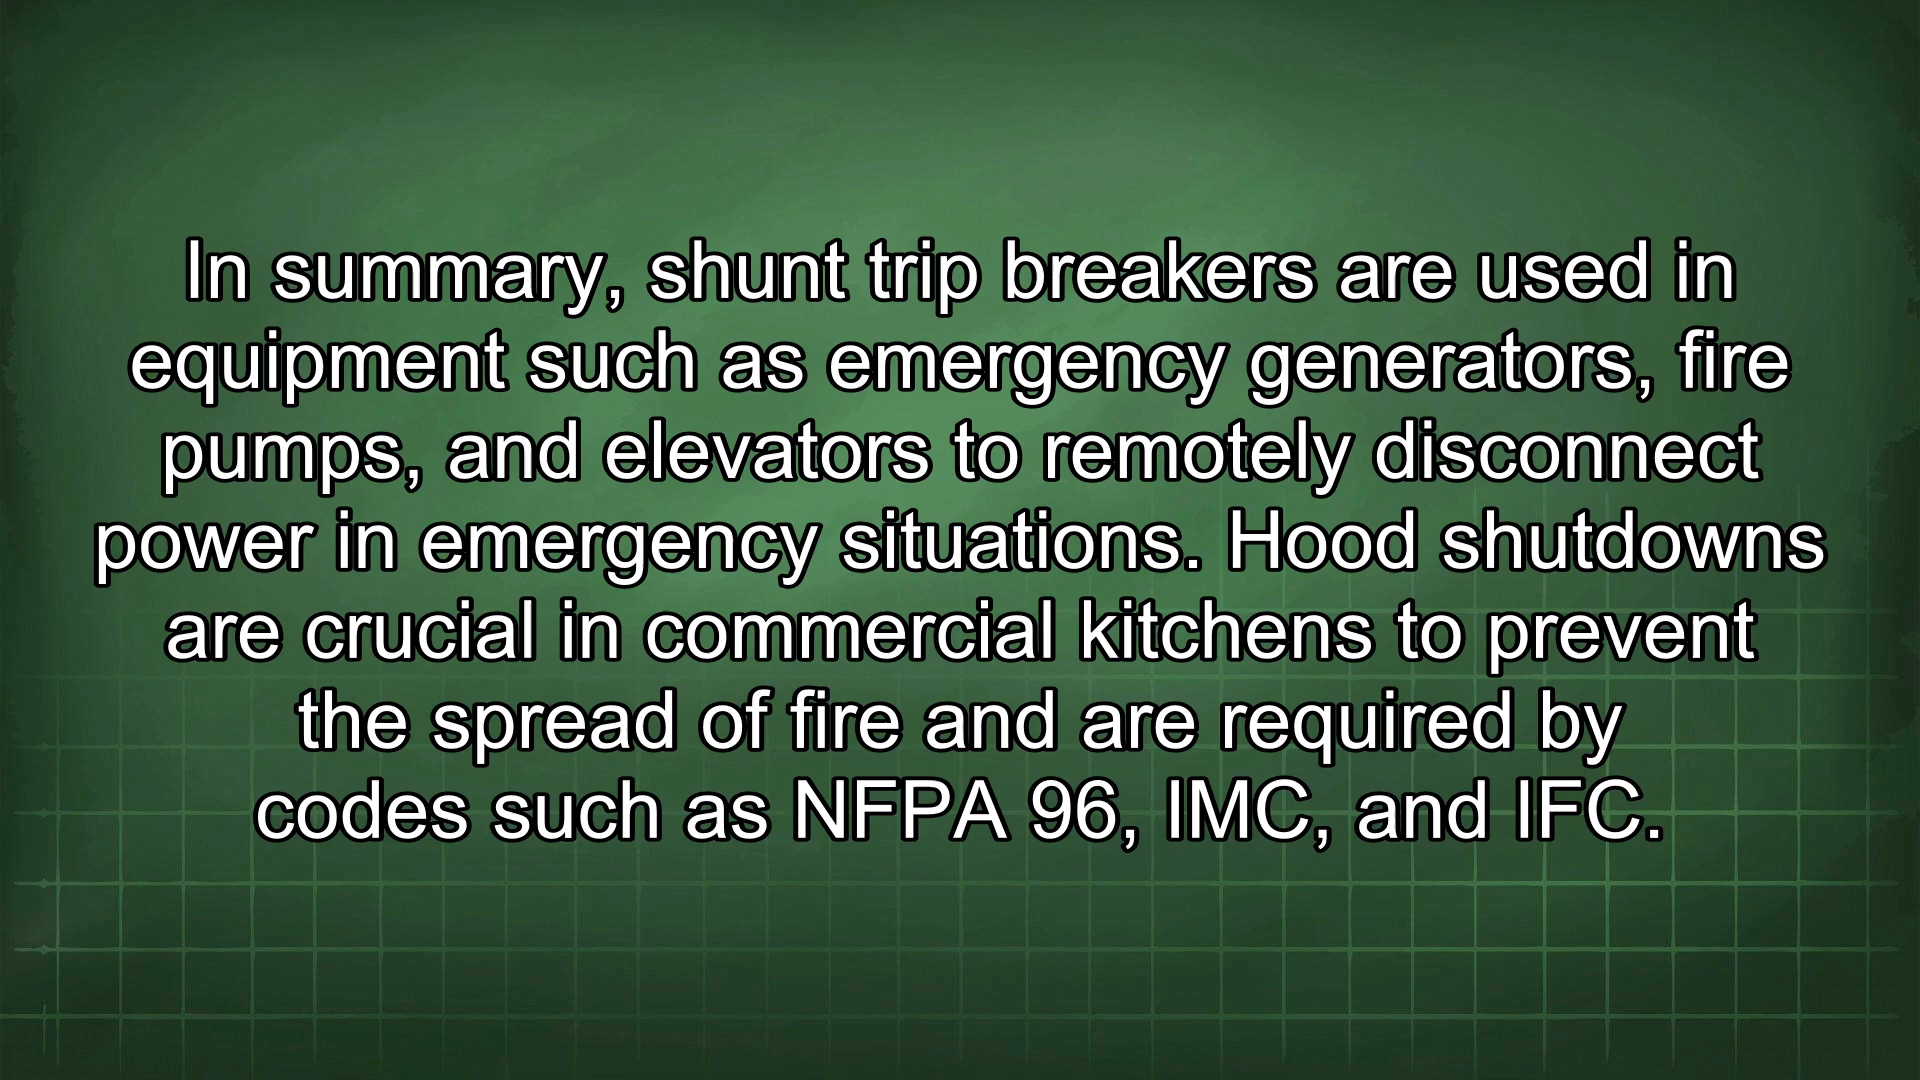 In summary, shunt trip breakers are used in
equipment such as emergency generators, fire
pumps, and elevators to remotely disconnect
power in emergency situations. Hood shutdowns
are crucial in commercial kitchens to prevent
the spread of fire and are required by
codes such as NFPA 96, IMC, and IFC.